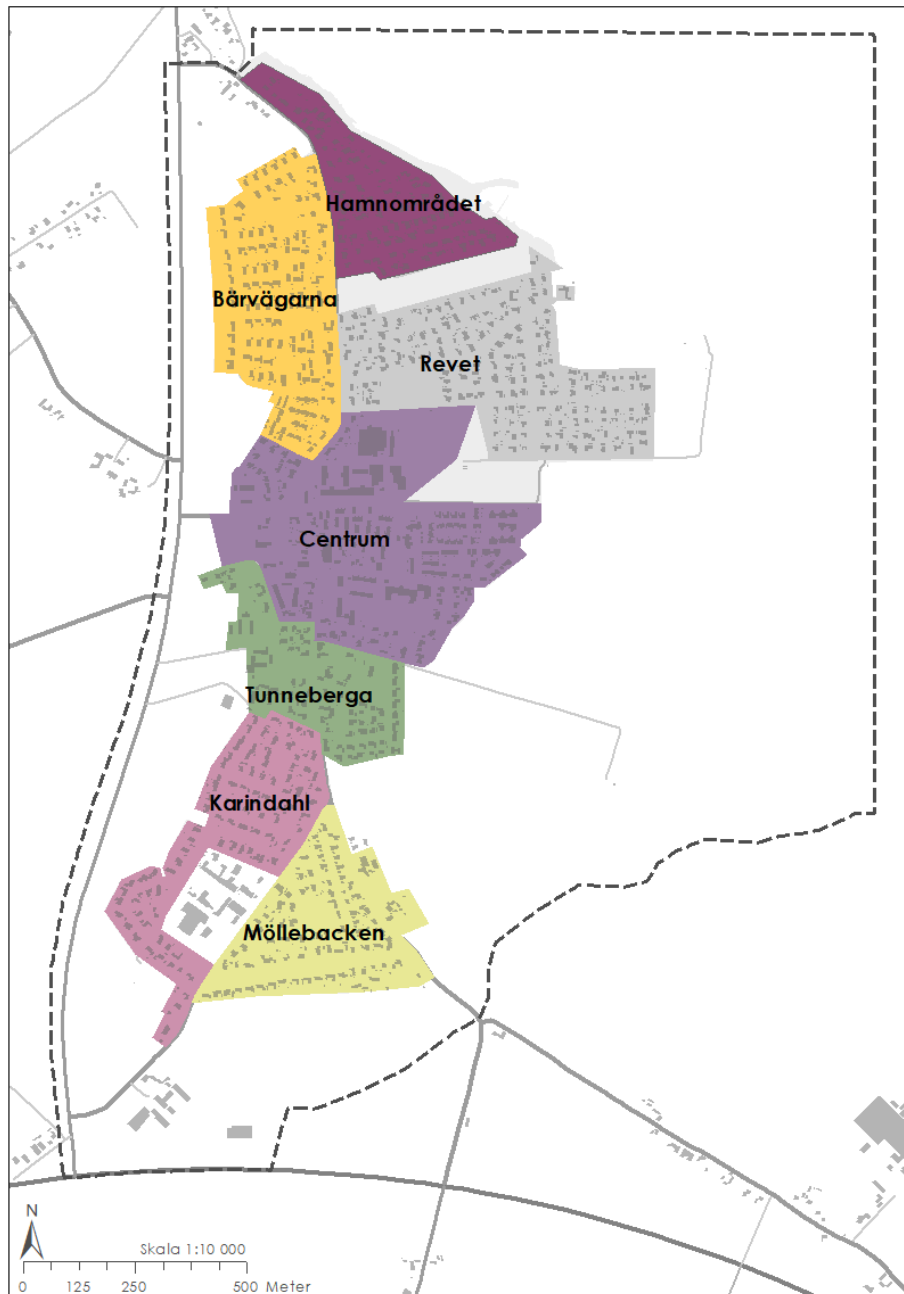 Hamnområdet
Bärvägarna
Revet
Centrum
Tunneberga
Karindahl
Möllebacken
N
Skala 1:10 000
0 125 250 500 Meter